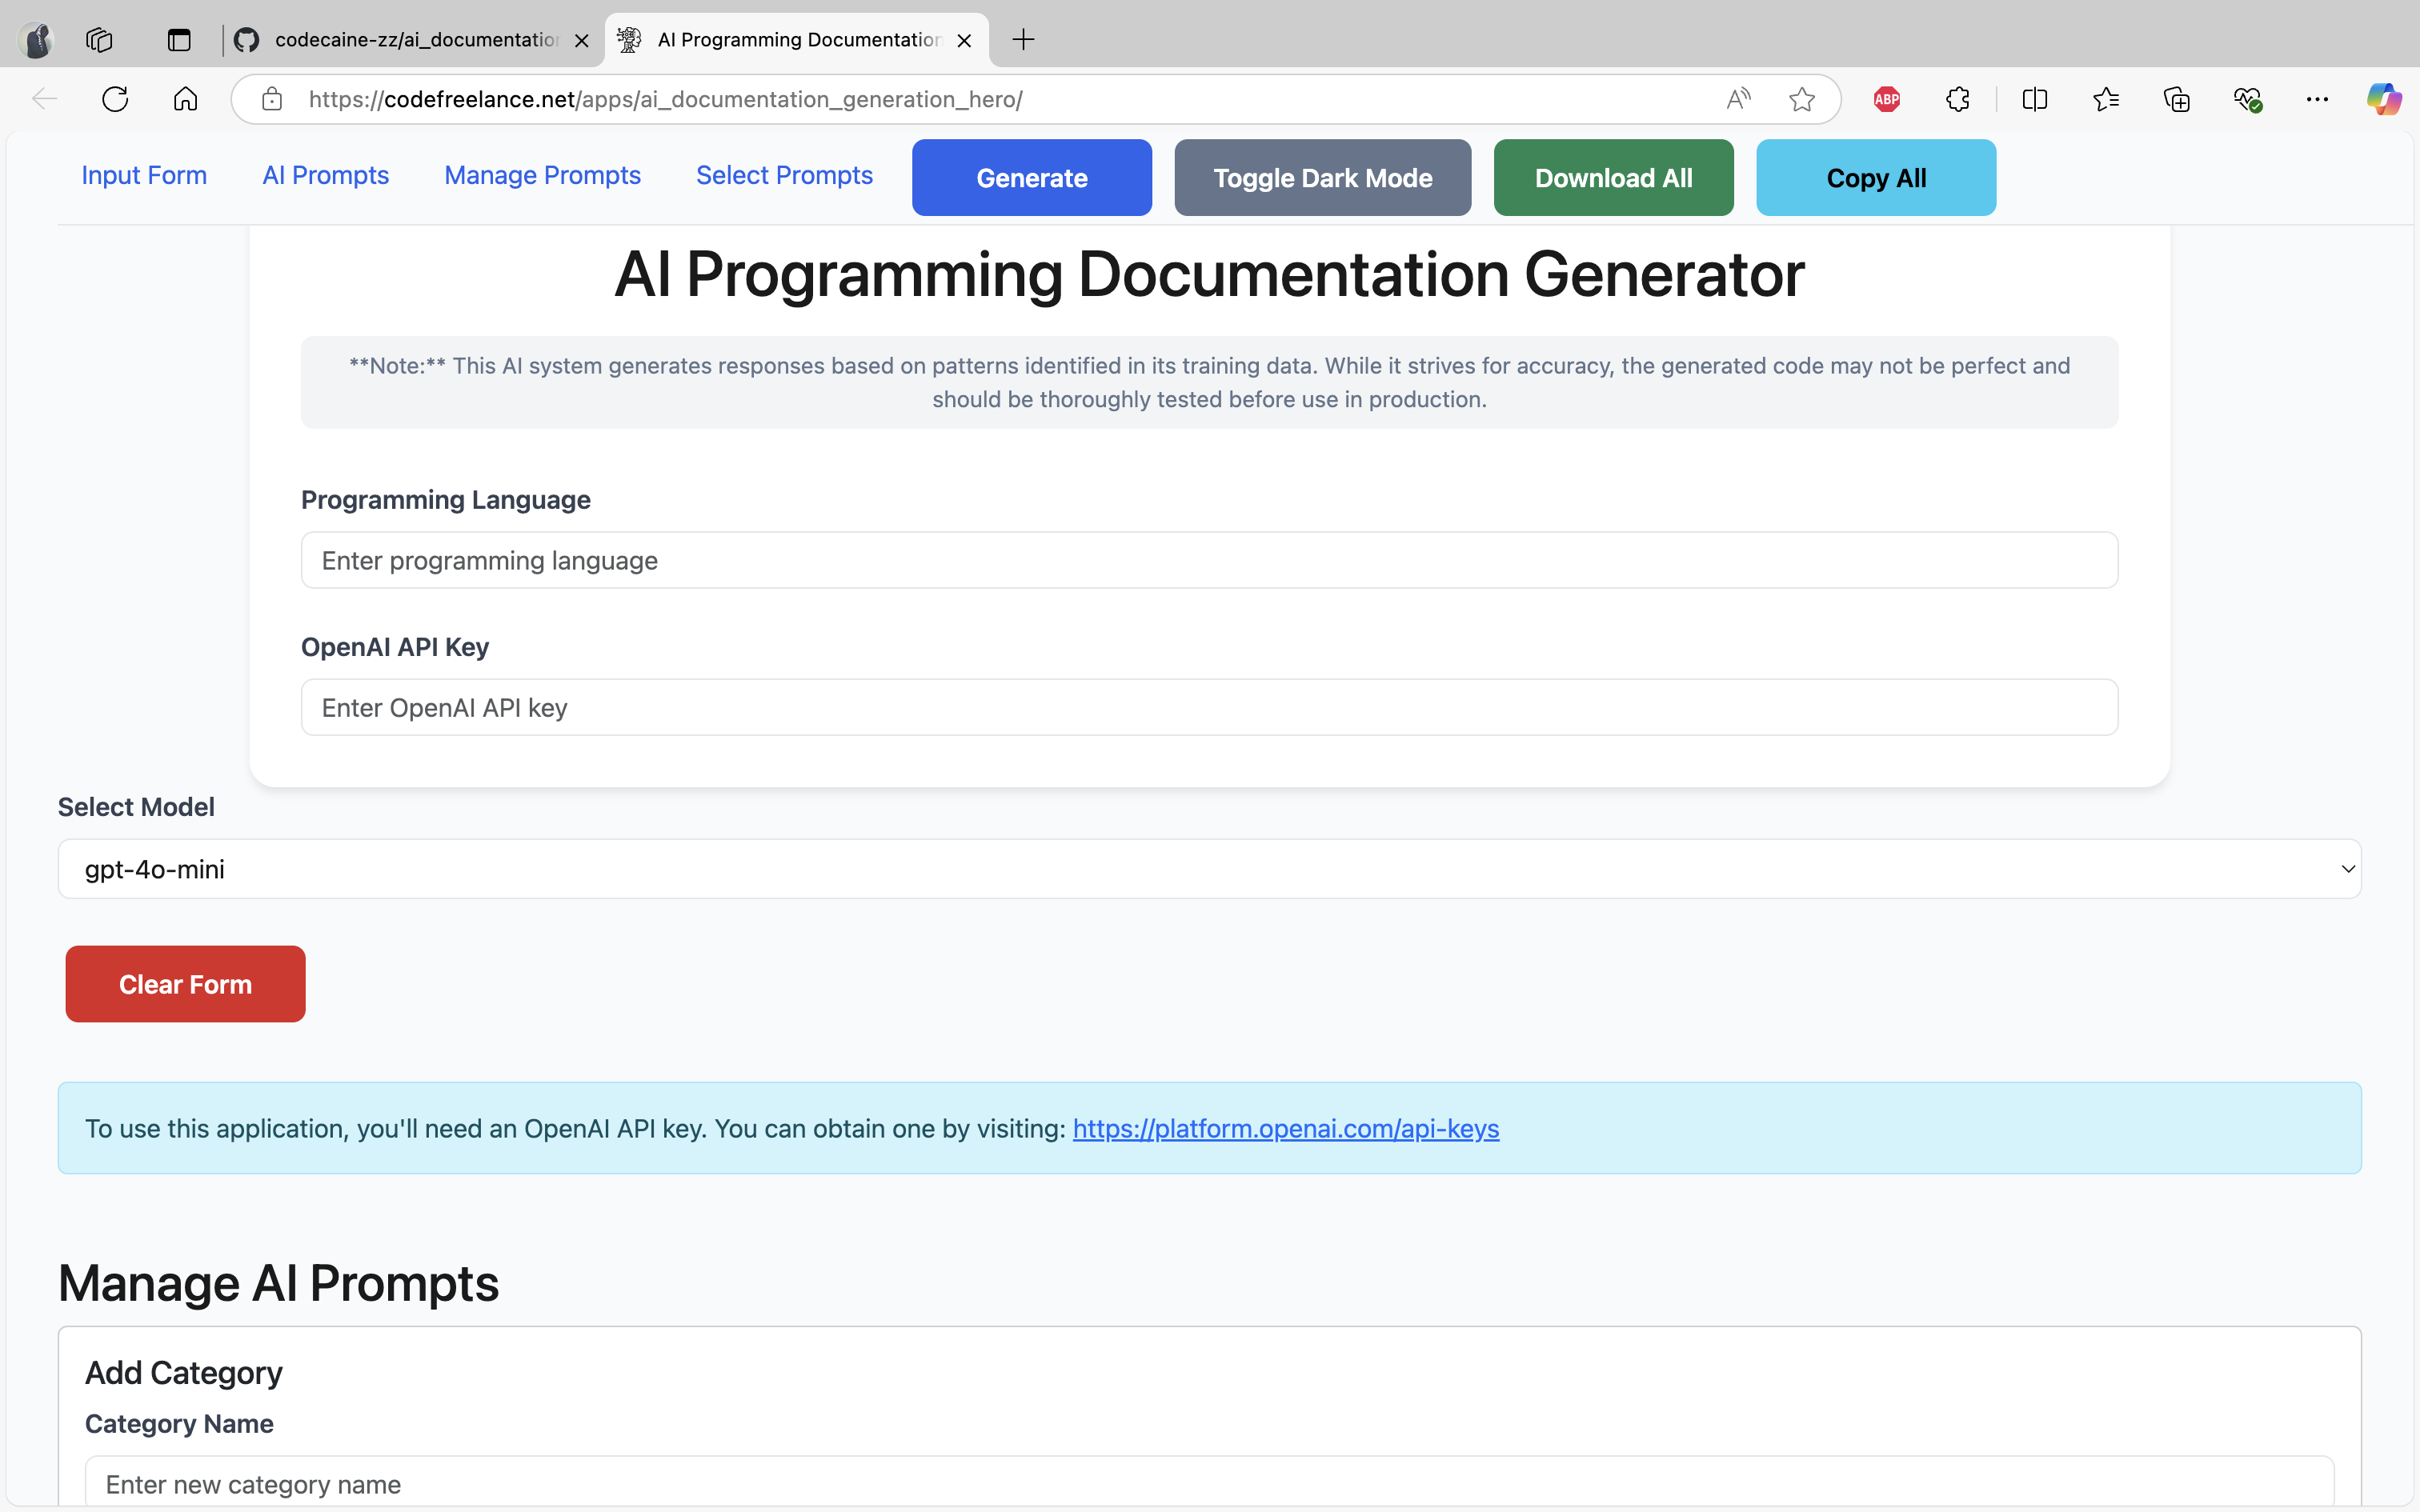 codecaine-zz/ai_documentation
AI Programming Documentation
https://codefreelance.net/apps/ai_documentation_generation_hero/
ABP
Input Form AI Prompts Manage Prompts Select Prompts Generate Toggle Dark Mode Download All Copy All
AI Programming Documentation Generator
**Note:** This AI system generates responses based on patterns identified in its training data. While it strives for accuracy, the generated code may not be perfect and
should be thoroughly tested before use in production.
Programming Language
Enter programming language
OpenAI API Key
Enter OpenAI API key
Select Model
gpt-4o-mini
Clear Form
To use this application, you'll need an OpenAI API key. You can obtain one by visiting: https://platform.openai.com/api-keys
Manage AI Prompts
Add Category
Category Name
Enter new category name